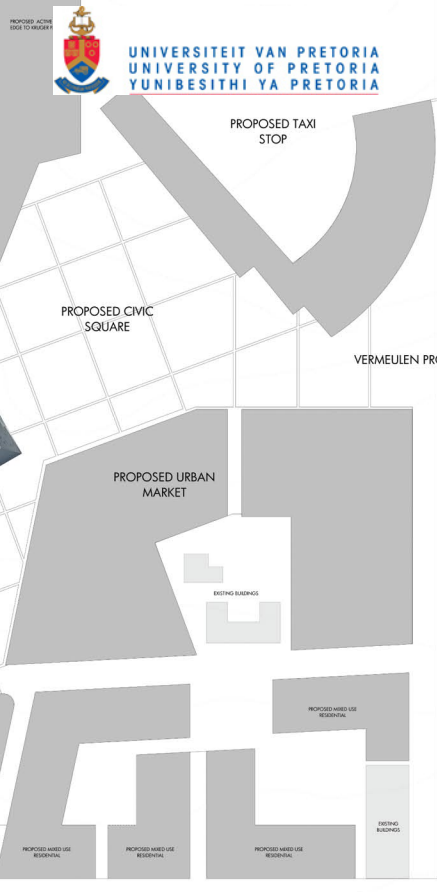 PROPOSED ACTIVE
EDGE TO KRUGER
UNIVERSITEIT VAN PRETORIA
UNIVERSITY OF PRETORIA
YUNIBESITHI YA PRETORIA
PROPOSED TAXI
STOP
PROPOSED CIVIC
SQUARE
VERMEULEN
PROPOSED URBAN
MARKET
EXISTING BUILDINGS
PROPOSED MIXED USE
RESIDENTIAL
EXISTING
BUILDINGS
PROPOSED MIXED USE
RESIDENTIAL
PROPOSED MIXED USE
RESIDENTIAL
PROPOSED MIXED USE
RESIDENTIAL